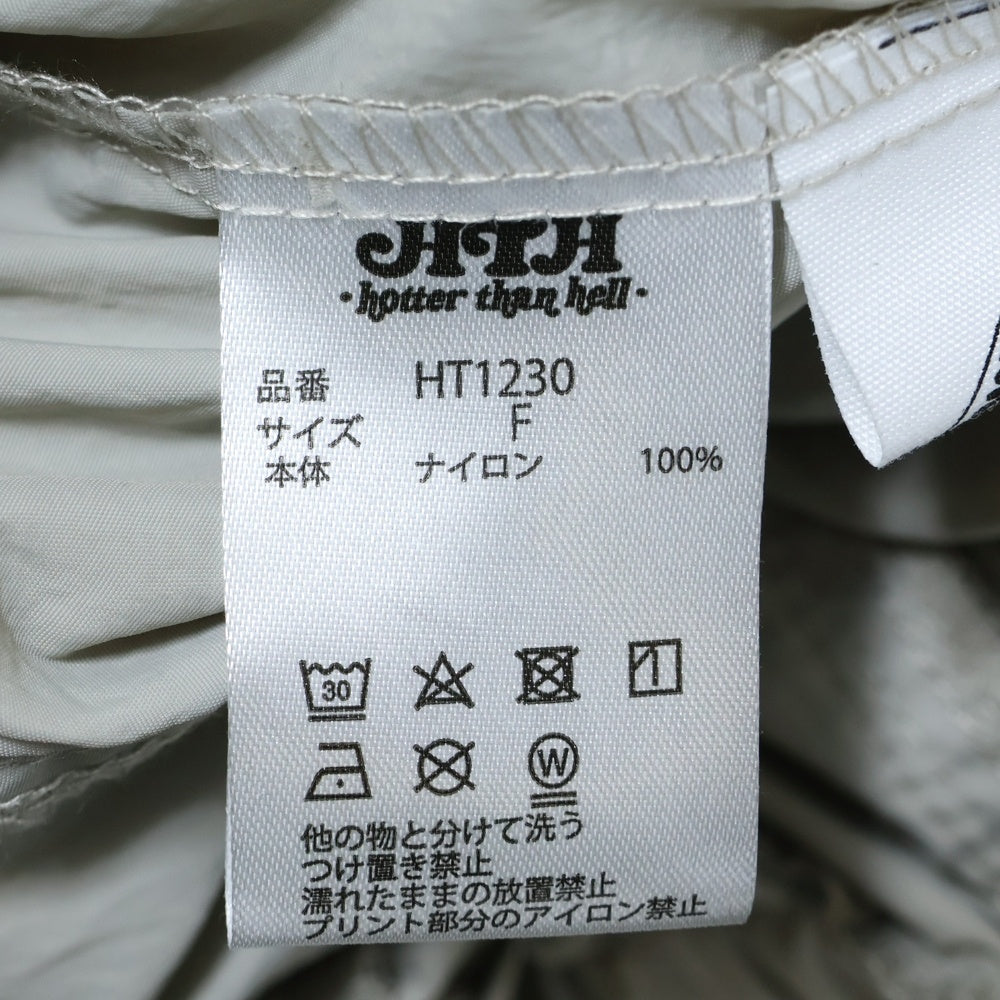 HTH
·hotter than hell·
品番 HT1230
サイズ F
本体 ナイロン 100%
30
W
他の物と分けて洗う
つけ置き禁止
濡れたままの放置禁止
プリント部分のアイロン禁止